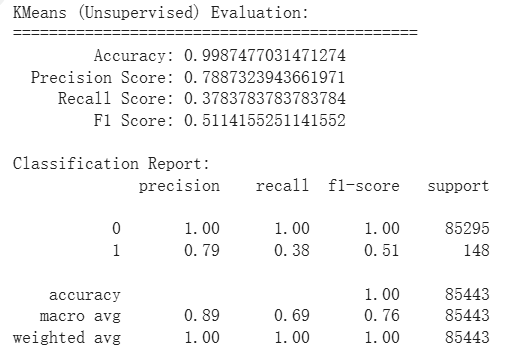 KMeans (Unsupervised) Evaluation:
=============================================
Accuracy: 0.9987477031471274
Precision Score: 0.7887323943661971
Recall Score: 0.3783783783783784
F1 Score: 0.5114155251141552
Classification Report:
precision recall f1-score support
0 1.00 1.00 1.00 85295
1 0.79 0.38 0.51 148
accuracy 1.00 85443
macro avg 0.89 0.69 0.76 85443
weighted avg 1.00 1.00 1.00 85443